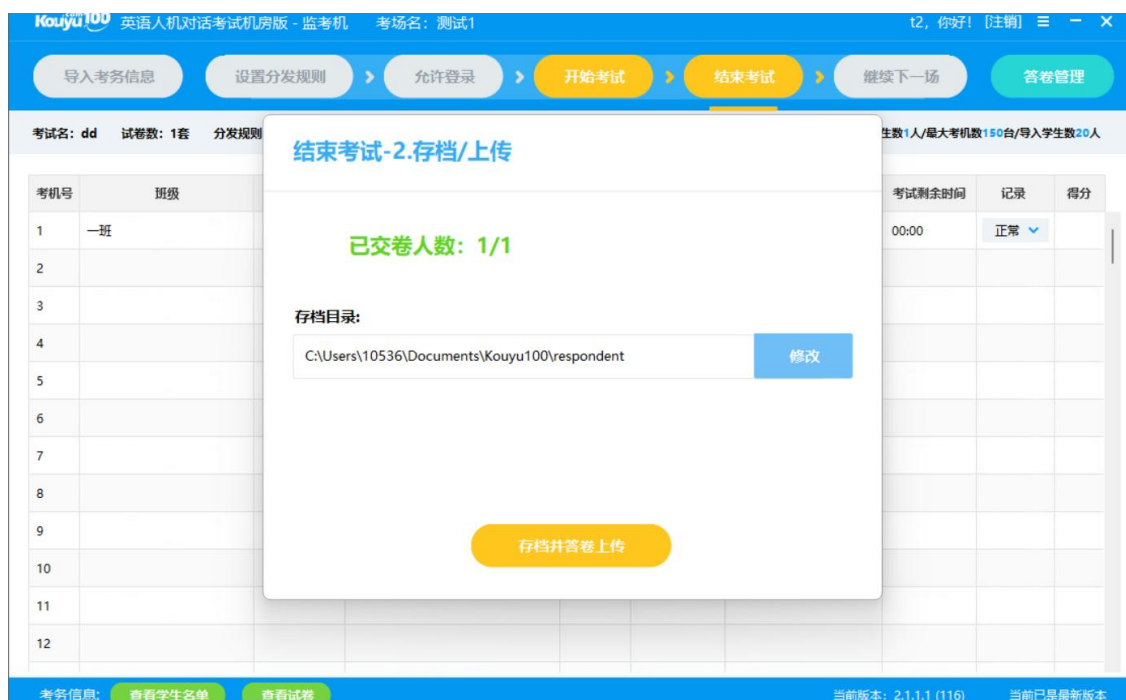 Kouyu100.com 英语人机对话考试机房版 - 监考机 考场名：测试1 t2，你好！ [注销]
导入考务信息 设置分发规则 允许登录 开始考试 结束考试 继续下一场 答卷管理
考试名：dd 试卷数：1套 分发规则 生数1人/最大考机数150台/导入学生数20人
结束考试-2.存档/上传
考机号 班级 考试剩余时间 记录 得分
1 一班 00:00 正常
已交卷人数：1/1
2
3
存档目录:
4
C:\Users\10536\Documents\Kouyu100\respondent 修改
5
6
7
8
9
存档并答卷上传
10
11
12
考务信息: 查看学生名单 查看试卷 当前版本：2.1.1.1 (116) 当前已是最新版本